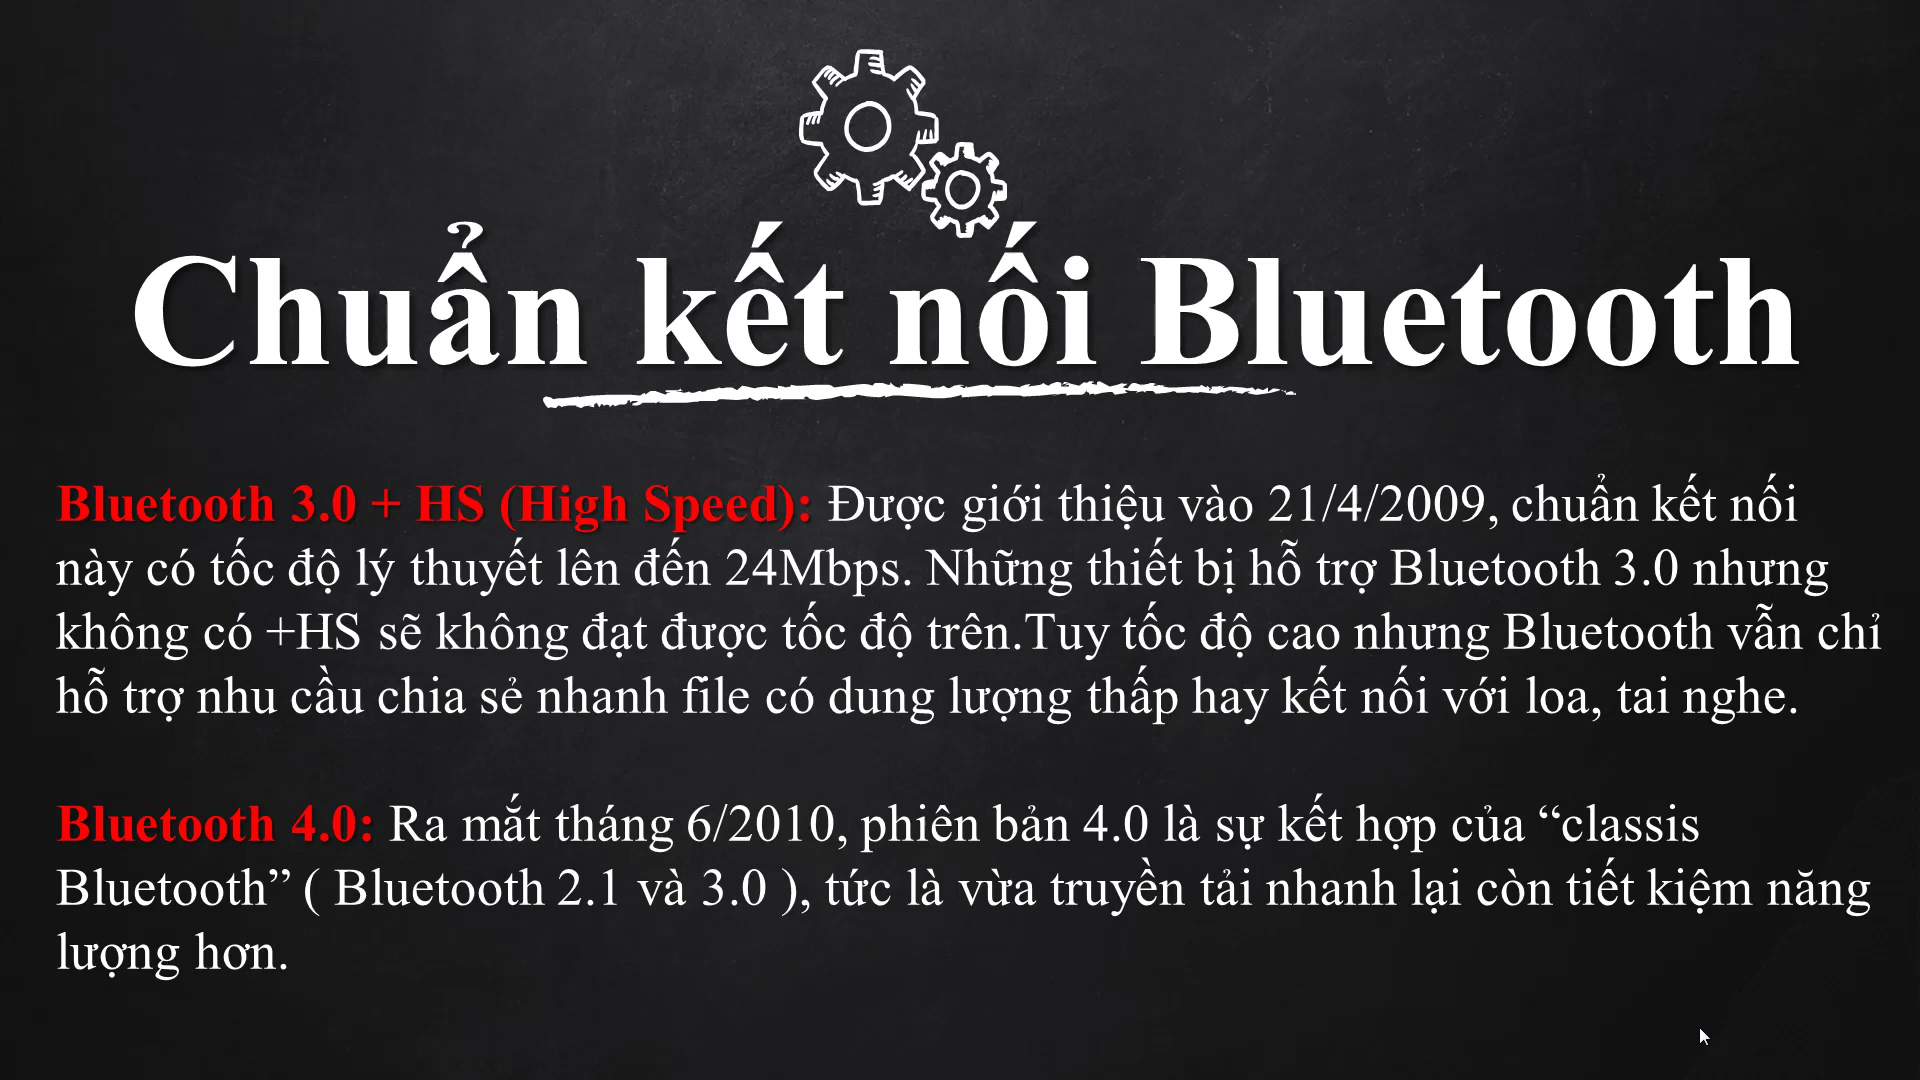 Chuẩn kết nối Bluetooth
Bluetooth 3.0 + HS (High Speed): Được giới thiệu vào 21/4/2009, chuẩn kết nối
này có tốc độ lý thuyết lên đến 24Mbps. Những thiết bị hỗ trợ Bluetooth 3.0 nhưng
không có +HS sẽ không đạt được tốc độ trên.Tuy tốc độ cao nhưng Bluetooth vẫn chỉ
hỗ trợ nhu cầu chia sẻ nhanh file có dung lượng thấp hay kết nối với loa, tai nghe.
Bluetooth 4.0: Ra mắt tháng 6/2010, phiên bản 4.0 là sự kết hợp của “classis
Bluetooth” ( Bluetooth 2.1 và 3.0 ), tức là vừa truyền tải nhanh lại còn tiết kiệm năng
lượng hơn.